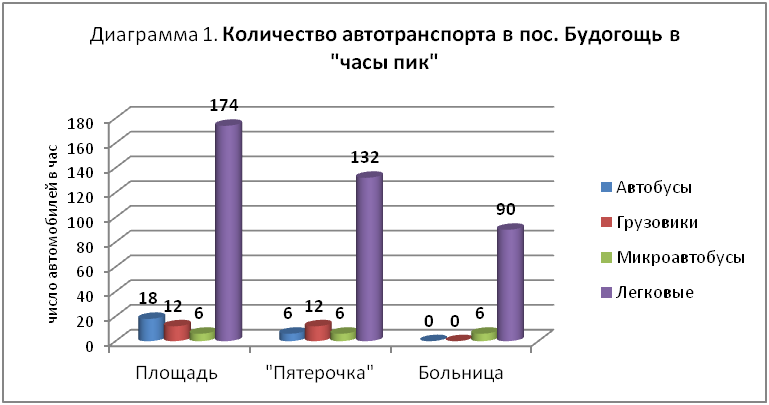 Диаграмма 1. Количество автотранспорта в пос. Будогощь в
"часы пик"
число автомобилей в час
180
160
140
120
100
80
60
40
20
0
18
12
6
174
6
12
6
132
0
0
6
90
Площадь
"Пятерочка"
Больница
Автобусы
Грузовики
Микроавтобусы
Легковые